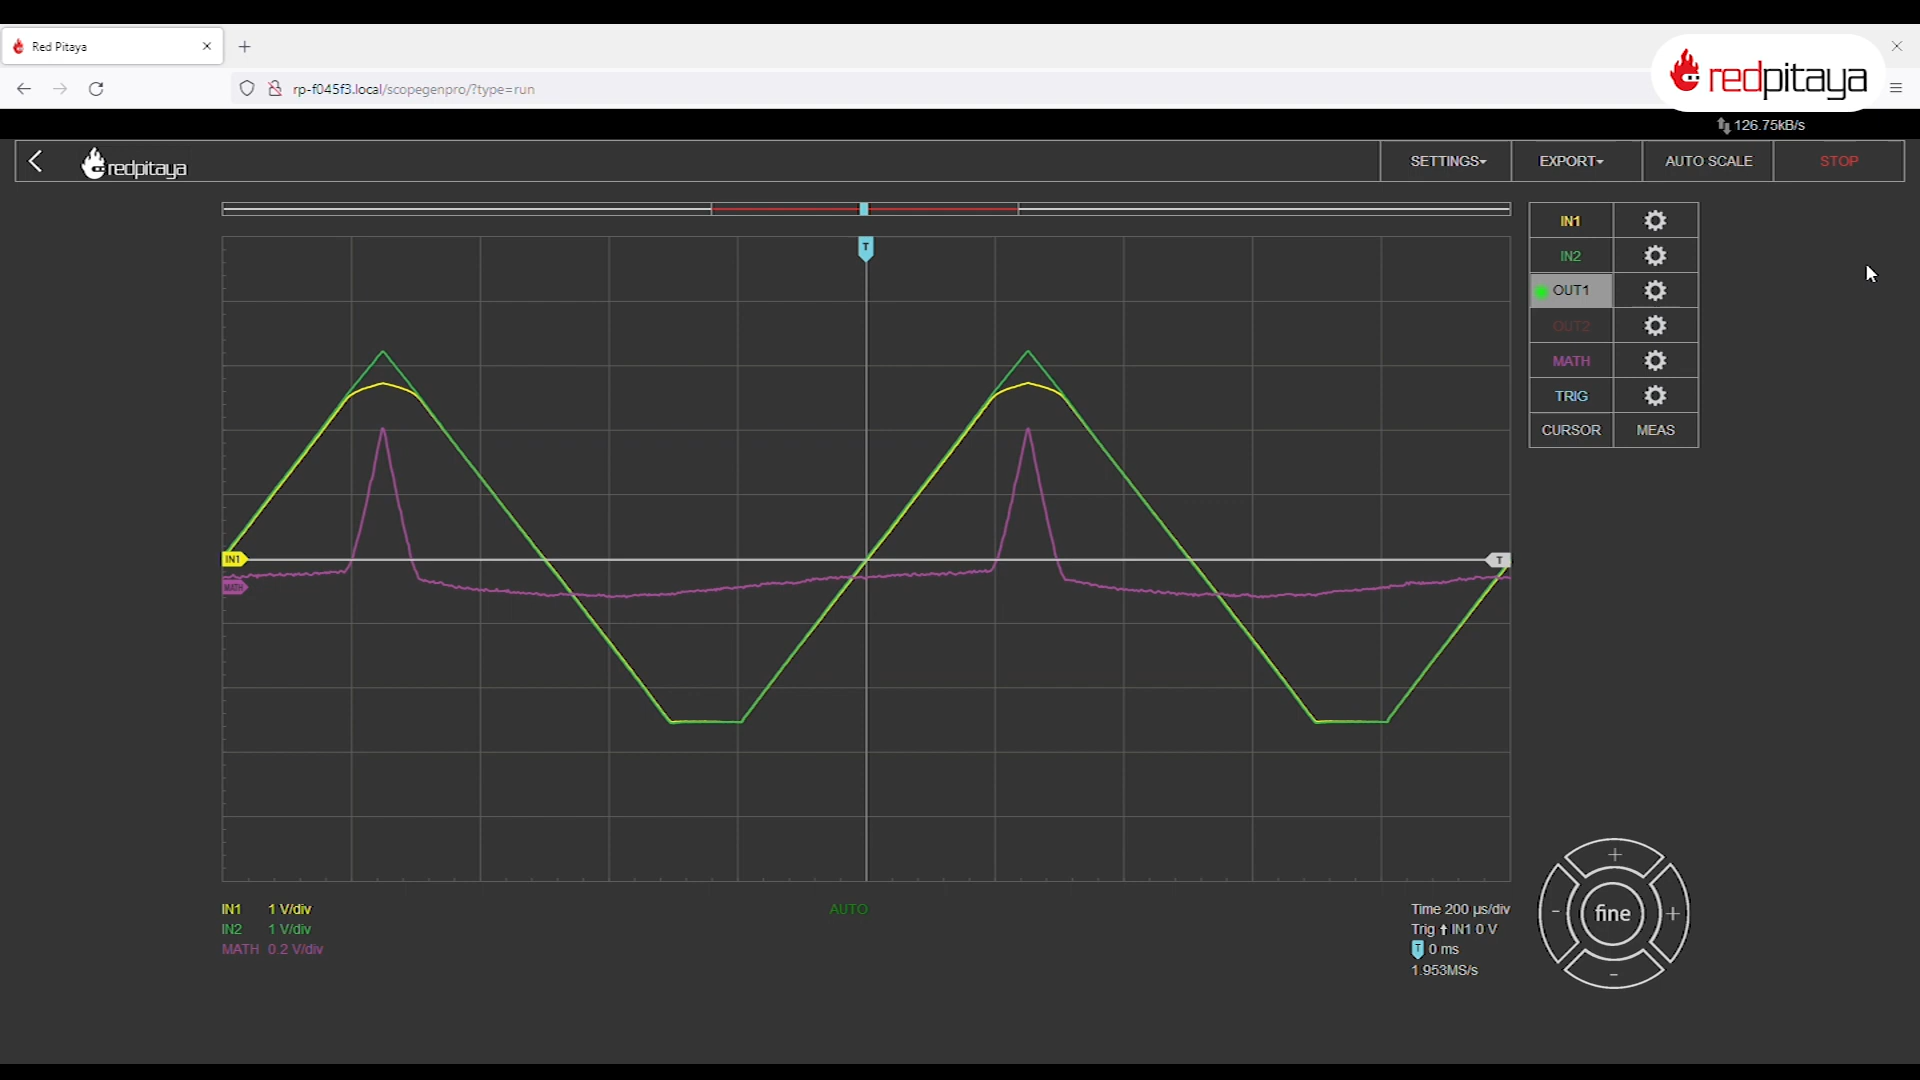 Red Pitaya
rp-f045f3.local/scopegenpro/?type=run
redpitaya
126.75kB/s
redpitaya
SETTINGS
EXPORT
AUTO SCALE
STOP
T
IN1
IN2
OUT1
OUT2
MATH
TRIG
CURSOR
MEAS
IN1
T
MATH
IN1 1 V/div
IN2 1 V/div
MATH 0.2 V/div
AUTO
Time 200 µs/div
Trig IN1 0 V
T 0 ms
1.953MS/s
+
- fine +
-